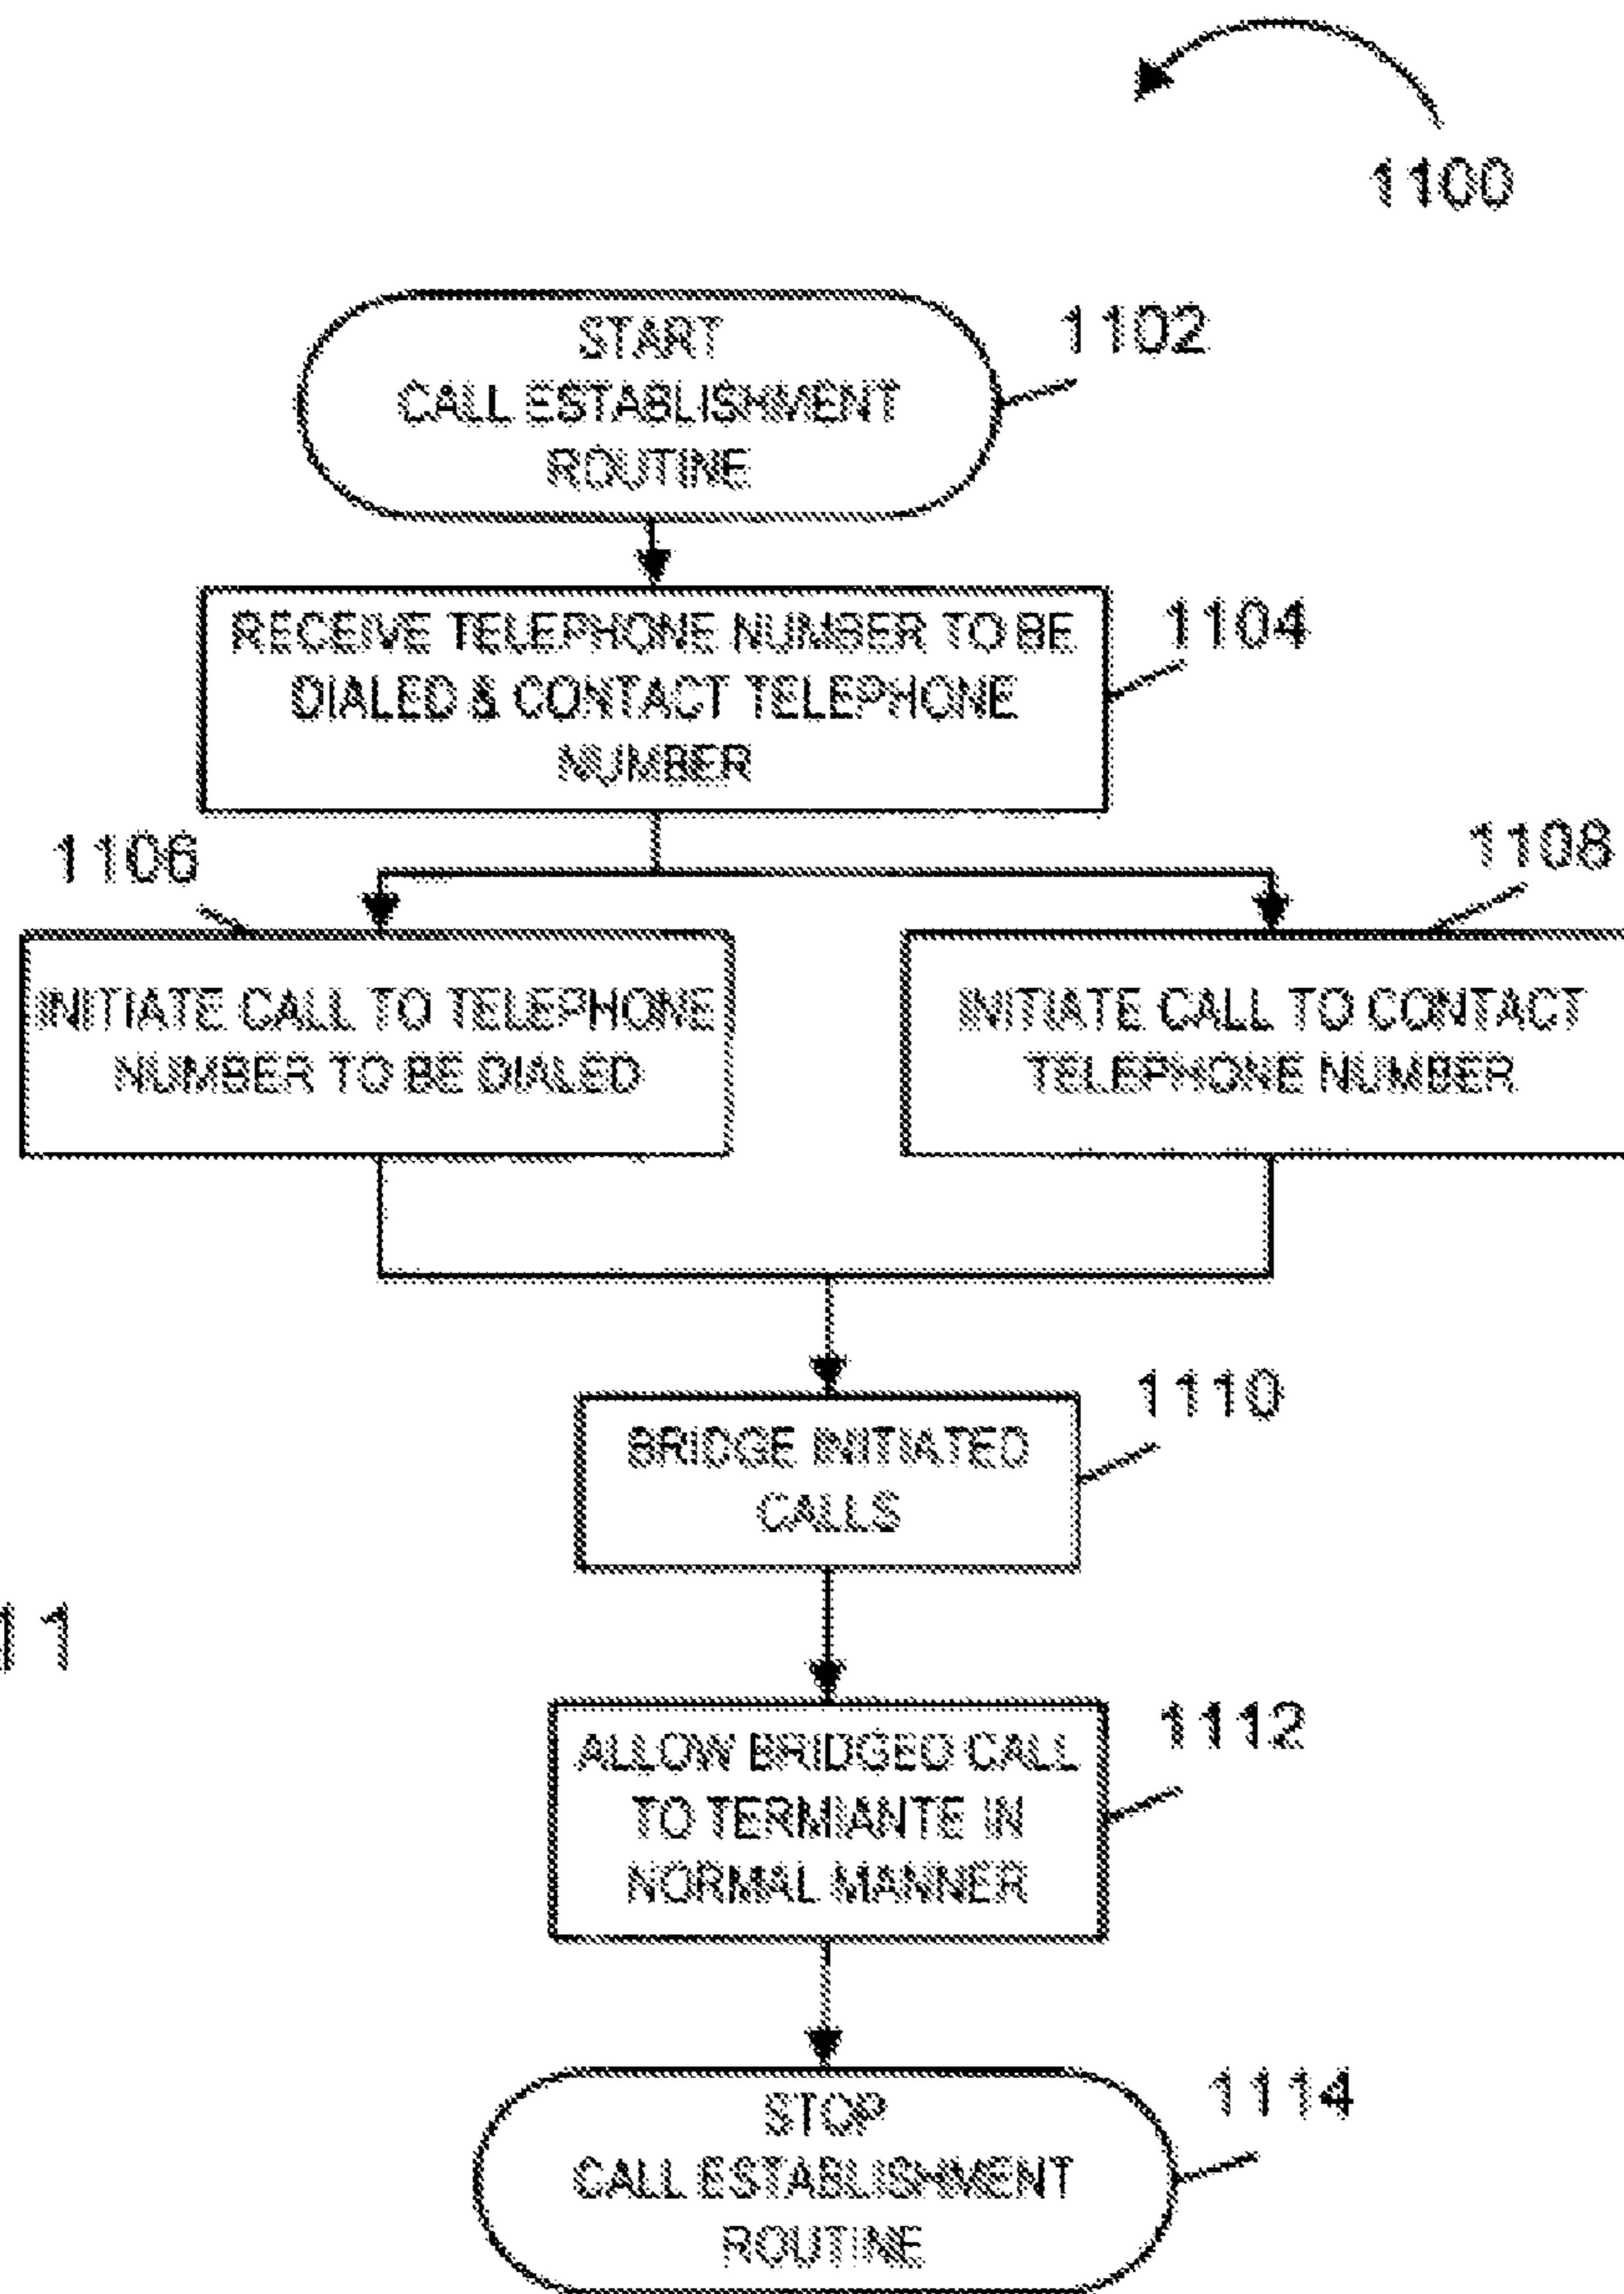 1100
START
CALL ESTABLISHMENT
ROUTINE
1102
RECEIVE TELEPHONE NUMBER TO BE
DIALED & CONTACT TELEPHONE
NUMBER
1104
1106
1108
INITIATE CALL TO TELEPHONE
NUMBER TO BE DIALED
INITIATE CALL TO CONTACT
TELEPHONE NUMBER
BRIDGE INITIATED
CALLS
1110
11
ALLOW BRIDGED CALL
TO TERMIANTE IN
NORMAL MANNER
1112
STOP
CALL ESTABLISHMENT
ROUTINE
1114